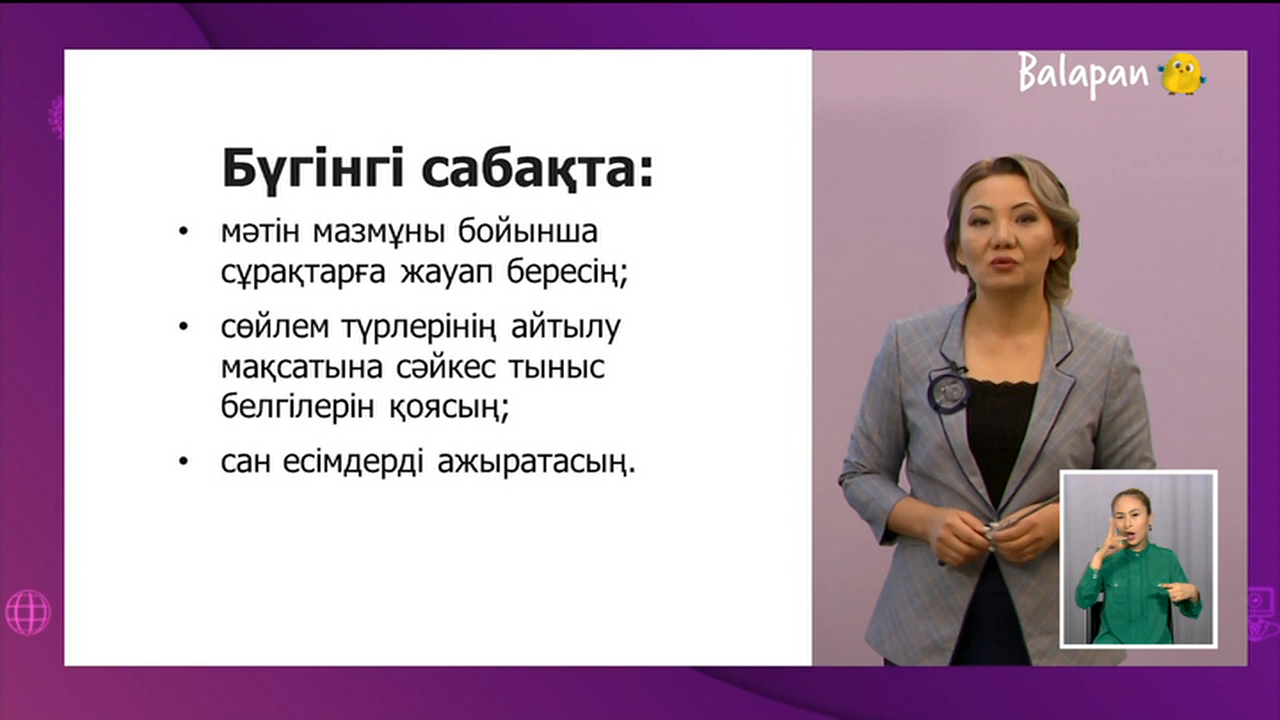 Balapan
Бүгінгі сабақта:
• мәтін мазмұны бойынша
сұрақтарға жауап бересің;
• сөйлем түрлерінің айтылу
мақсатына сәйкес тыныс
белгілерін қоясың;
• сан есімдерді ажыратасың.